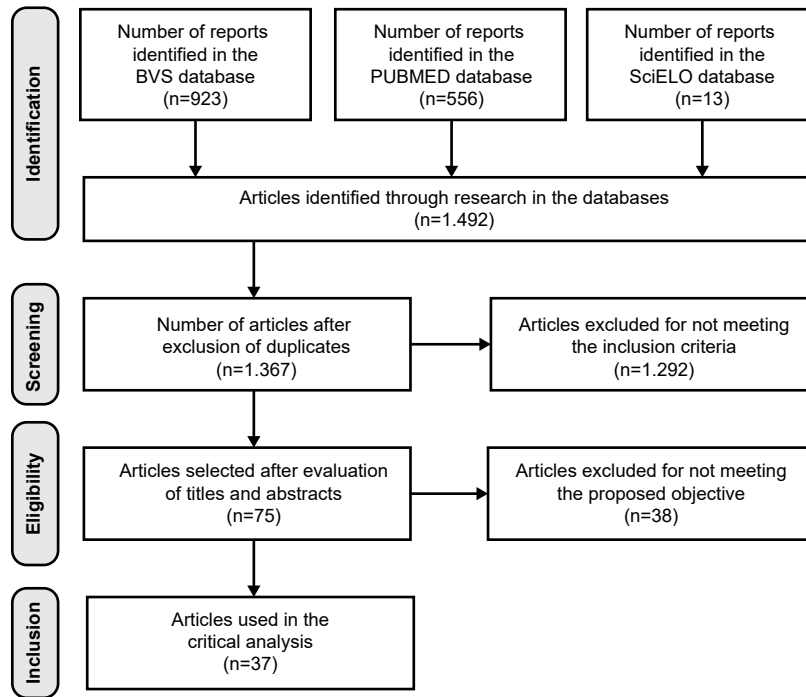 Identification
Number of reports
identified in the
BVS database
(n=923)
Number of reports
identified in the
PUBMED database
(n=556)
Number of reports
identified in the
SciELO database
(n=13)
Articles identified through research in the databases
(n=1.492)
Screening
Number of articles after
exclusion of duplicates
(n=1.367)
Articles excluded for not meeting
the inclusion criteria
(n=1.292)
Eligibility
Articles selected after evaluation
of titles and abstracts
(n=75)
Articles excluded for not meeting
the proposed objective
(n=38)
Inclusion
Articles used in the
critical analysis
(n=37)